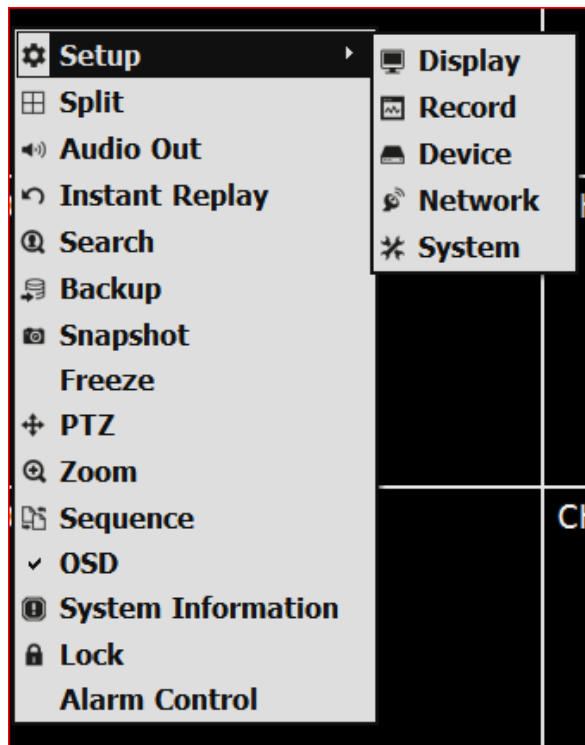 Setup
Split
Audio Out
Instant Replay
Search
Backup
Snapshot
Freeze
PTZ
Zoom
Sequence
OSD
System Information
Lock
Alarm Control
Display
Record
Device
Network
System